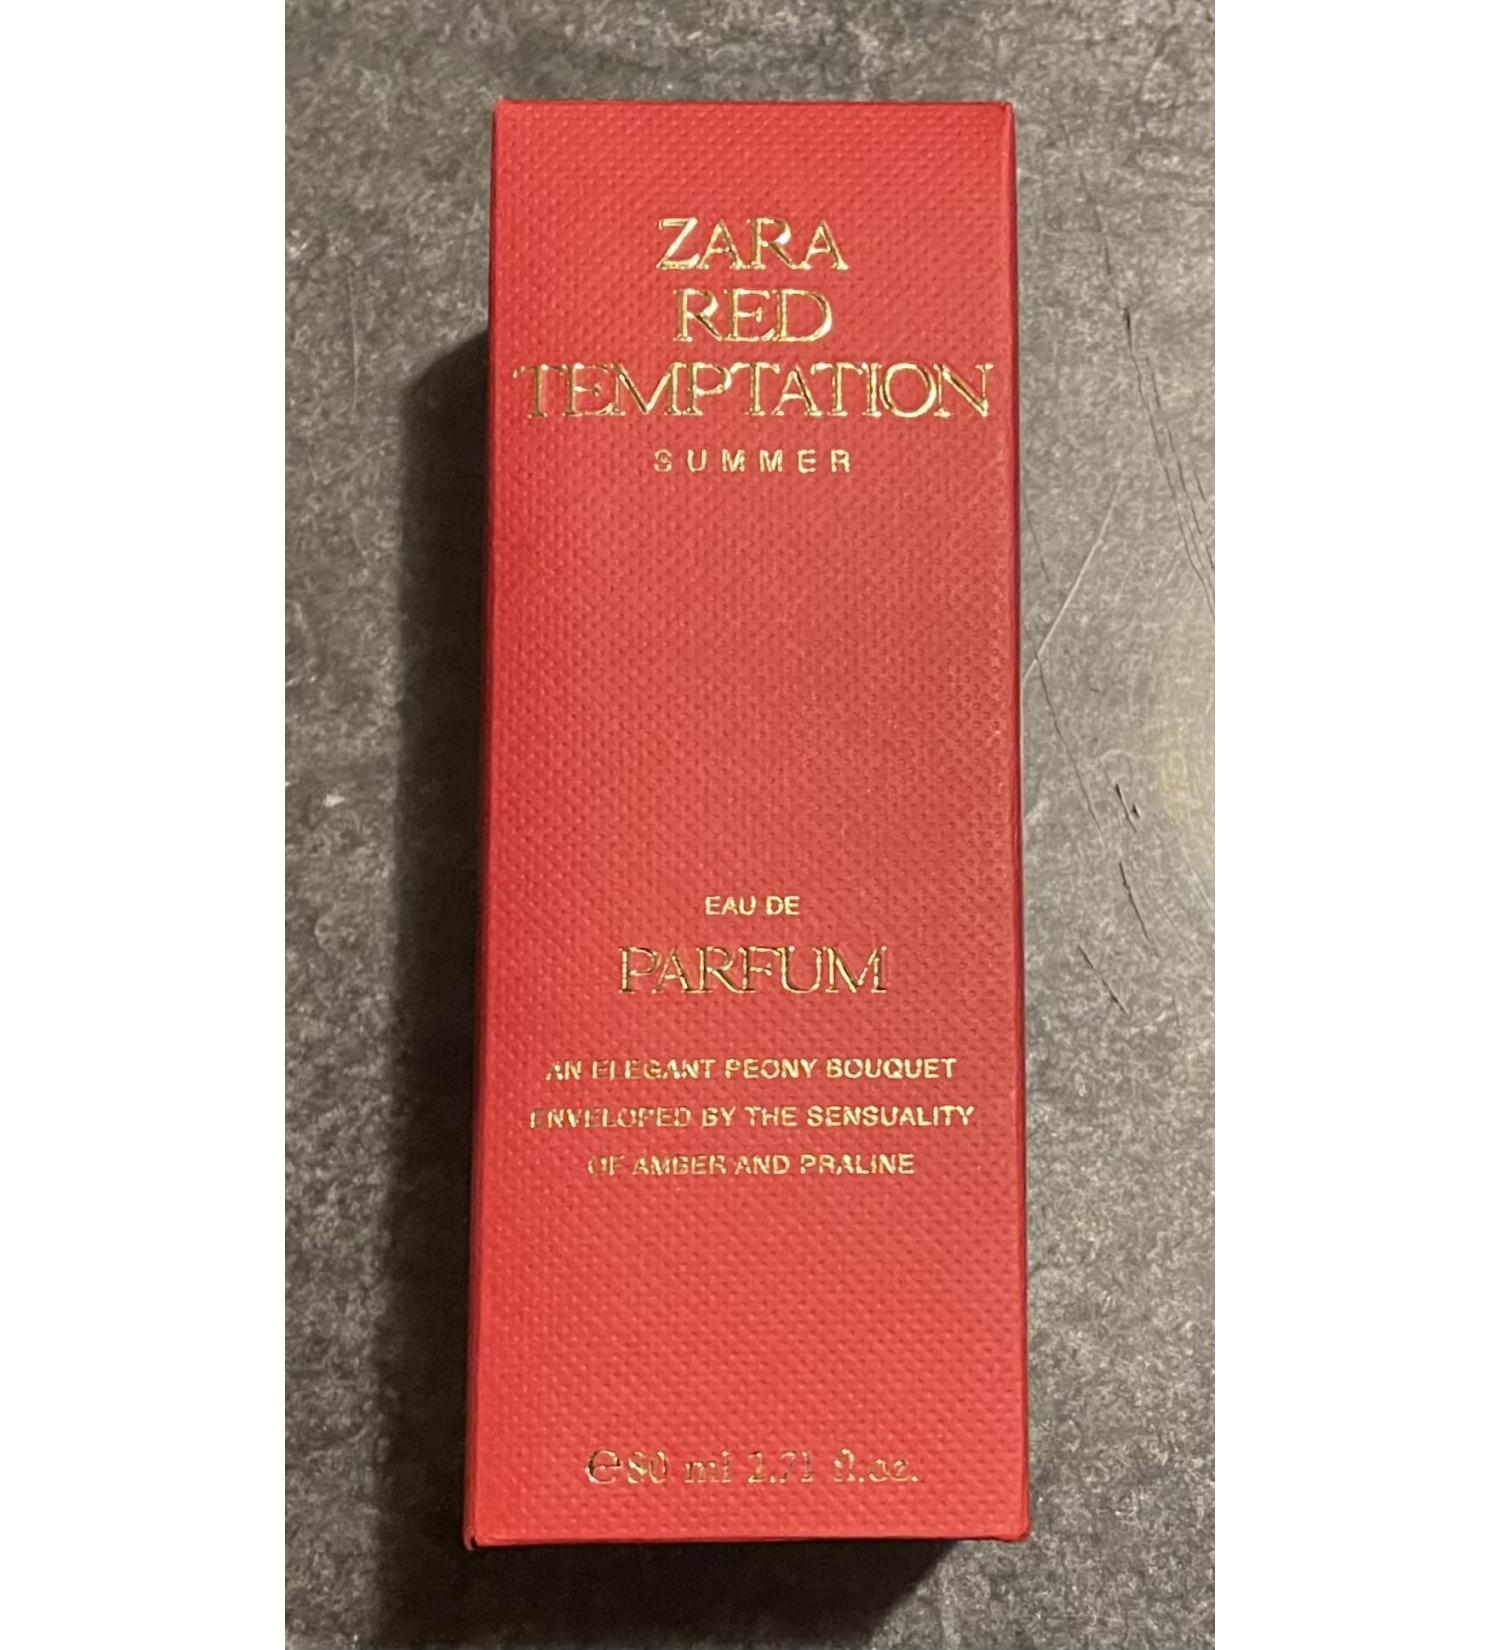 ZARA
RED
TEMPTATION
SUMMER
EAU DE
PARFUM
AN ELEGANT PEONY BOUQUET
ENVELOPED BY THE SENSUALITY
OF AMBER AND PRALINE
℮80 ml 2.71 fl.oz.